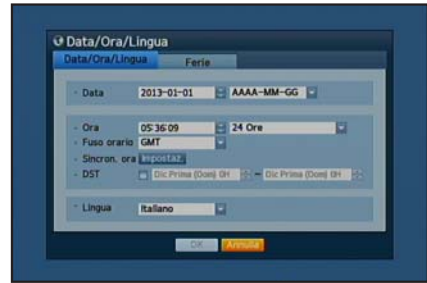 Data/Ora/Lingua
Data/Ora/Lingua Ferie
- Data 2013-01-01 AAAA-MM-GG
- Ora 05:36:09 24 Ore
- Fuso orario GMT
- Sincron. ora Impostaz.
- DST Dic Prima (Dom) 0H - Dic Prima (Dom) 0H
- Lingua Italiano
OK Annulla